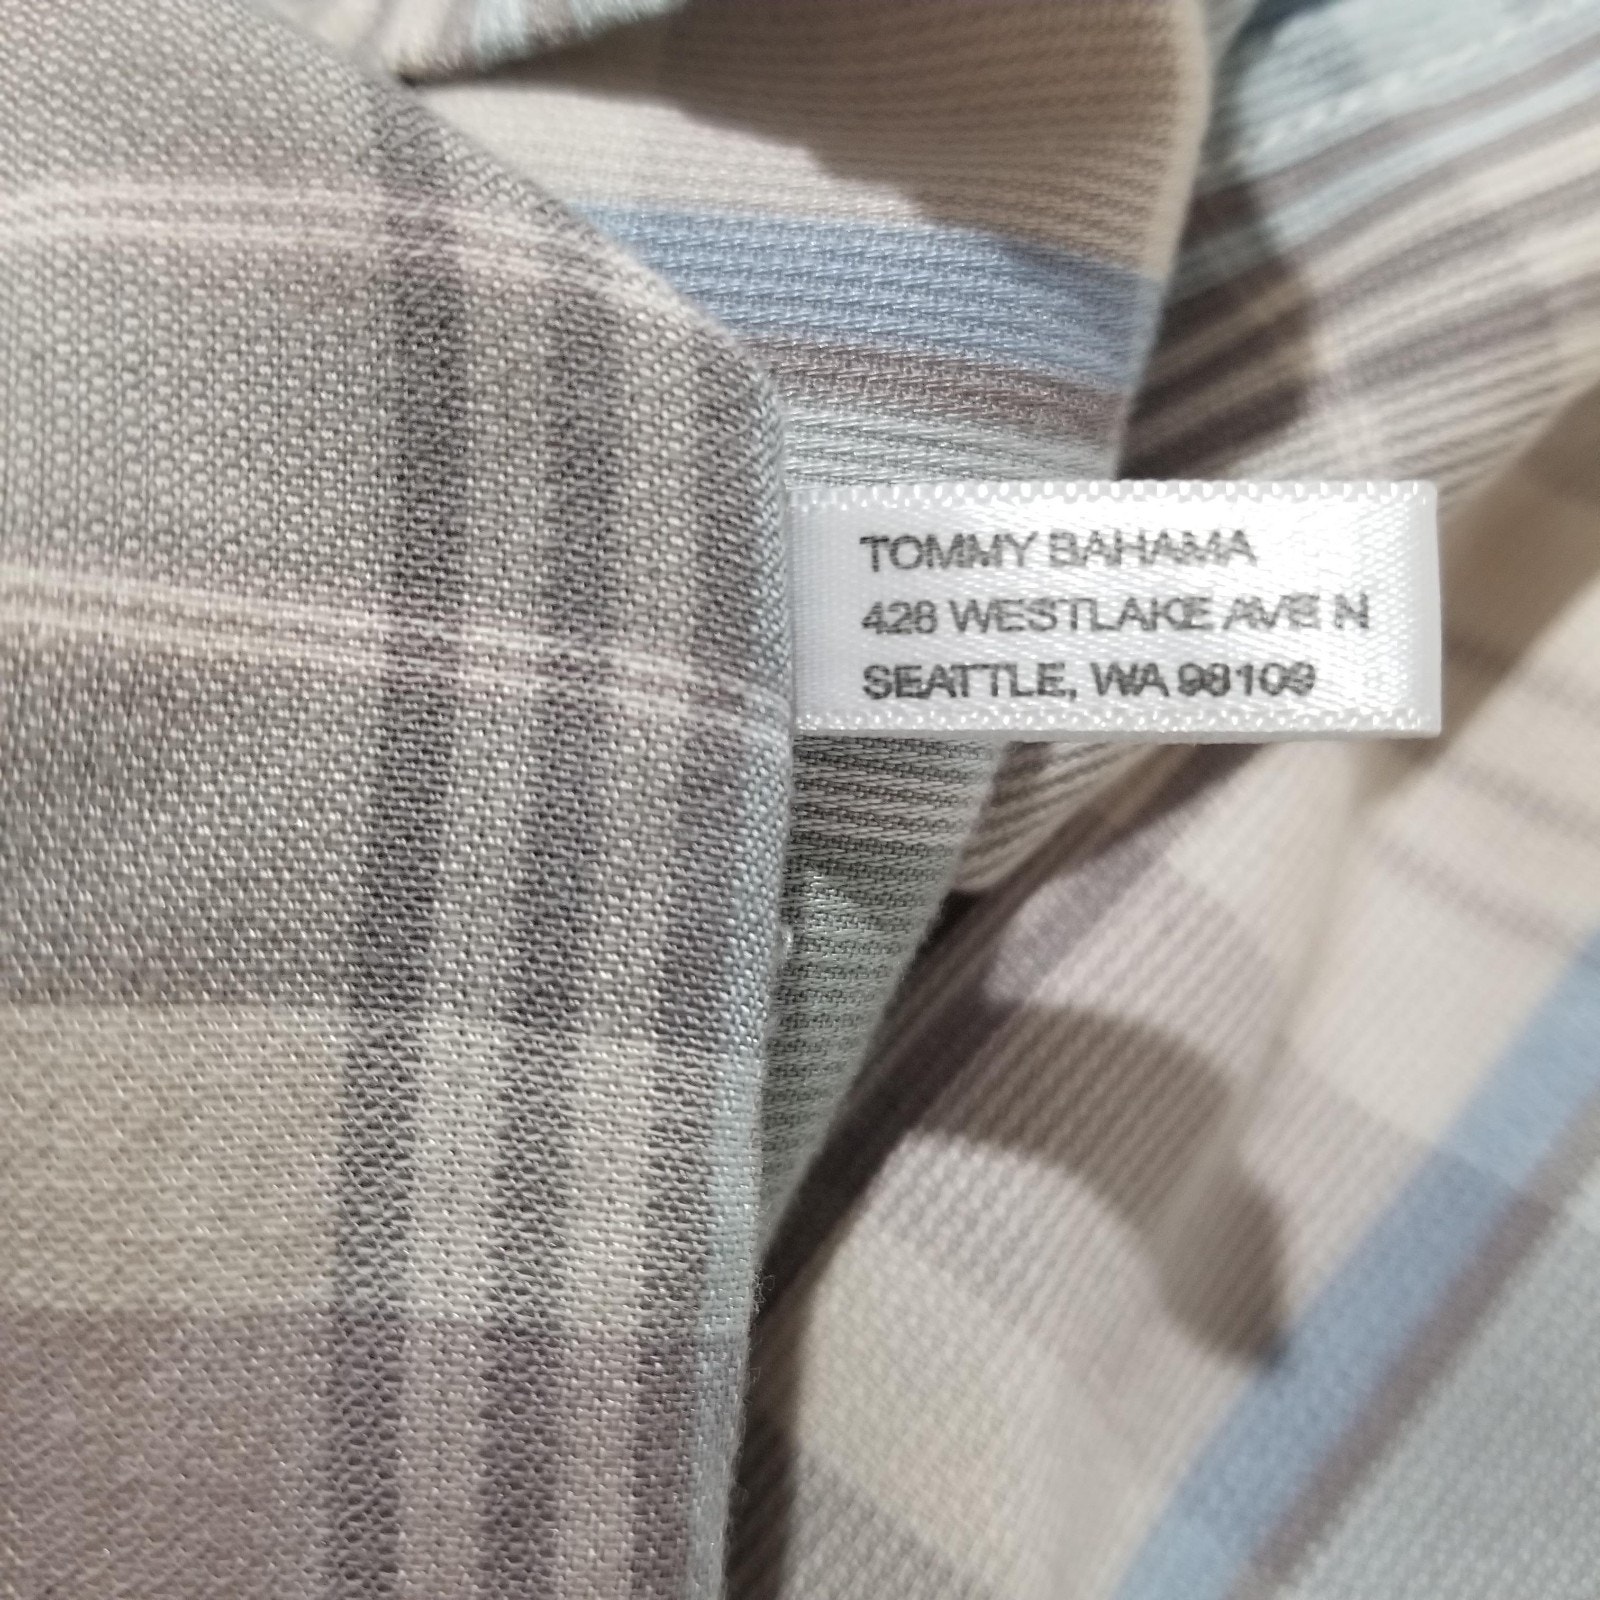 TOMMY BAHAMA
428 WESTLAKE AVE N
SEATTLE, WA 98109